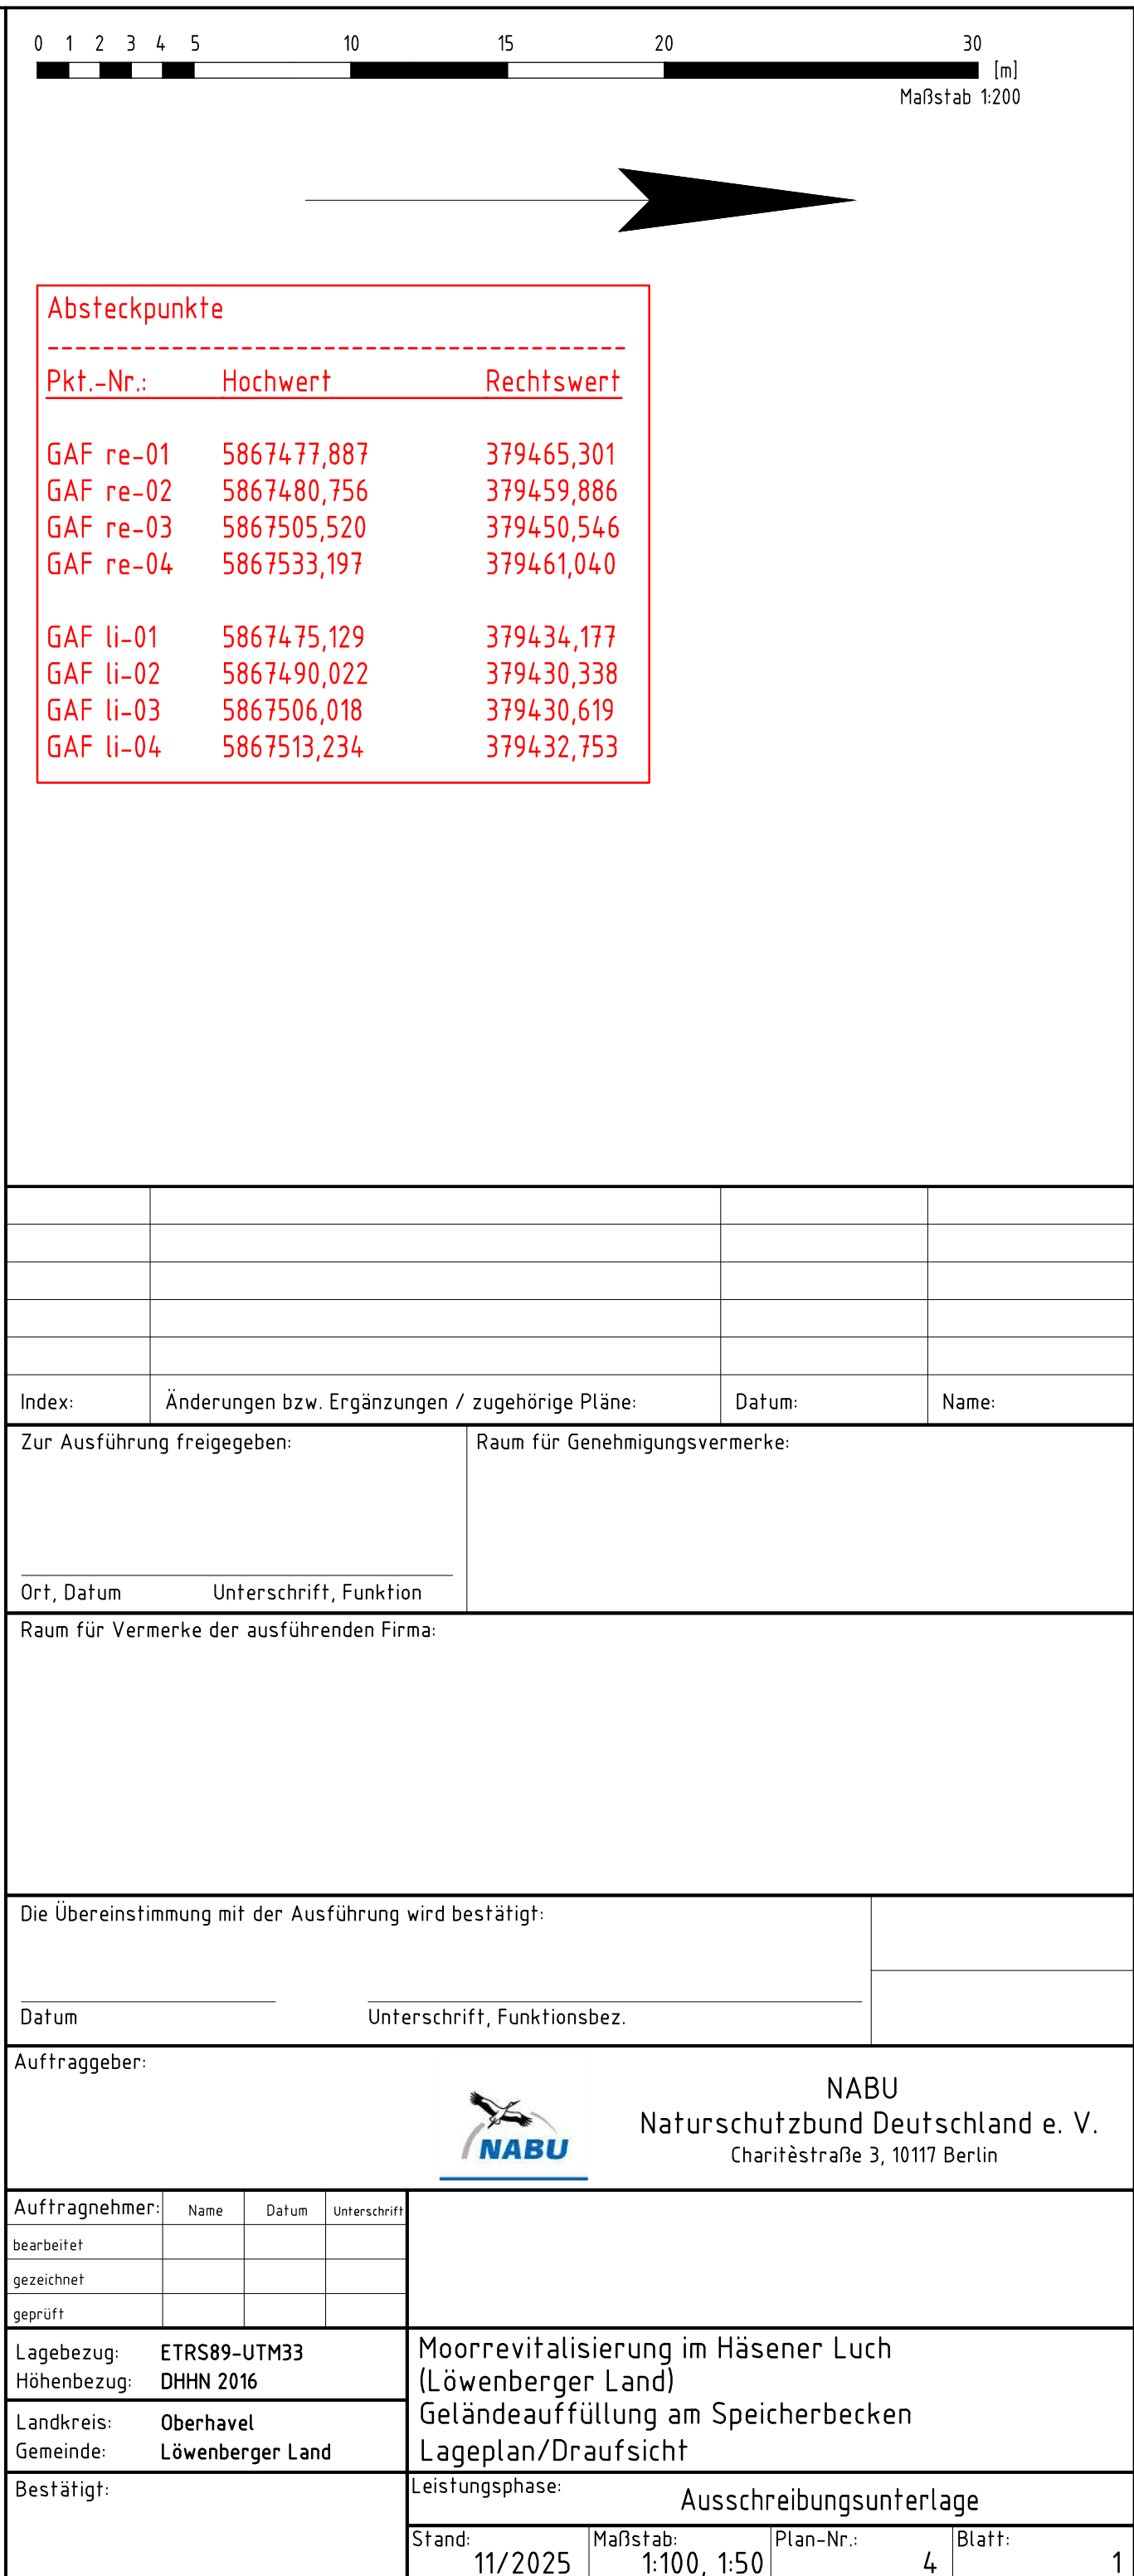 0 1 2 3 4 5 10 15 20 30
[m]
Maßstab 1:200
Absteckpunkte
------------------------------------------
Pkt.-Nr.: Hochwert Rechtswert
GAF re-01 5867477,887 379465,301
GAF re-02 5867480,756 379459,886
GAF re-03 5867505,520 379450,546
GAF re-04 5867533,197 379461,040
GAF li-01 5867475,129 379434,177
GAF li-02 5867490,022 379430,338
GAF li-03 5867506,018 379430,619
GAF li-04 5867513,234 379432,753
Index: Änderungen bzw. Ergänzungen / zugehörige Pläne: Datum: Name:
Zur Ausführung freigegeben: Raum für Genehmigungsvermerke:
Ort, Datum Unterschrift, Funktion
Raum für Vermerke der ausführenden Firma:
Die Übereinstimmung mit der Ausführung wird bestätigt:
Datum Unterschrift, Funktionsbez.
Auftraggeber:
NABU
NABU
Naturschutzbund Deutschland e. V.
Charitèstraße 3, 10117 Berlin
Auftragnehmer: Name Datum Unterschrift
bearbeitet
gezeichnet
geprüft
Lagebezug: ETRS89-UTM33
Höhenbezug: DHHN 2016
Landkreis: Oberhavel
Gemeinde: Löwenberger Land
Moorrevitalisierung im Häsener Luch
(Löwenberger Land)
Geländeauffüllung am Speicherbecken
Lageplan/Draufsicht
Bestätigt:
Leistungsphase: Ausschreibungsunterlage
Stand: Maßstab: Plan-Nr.: Blatt:
11/2025 1:100, 1:50 4 1